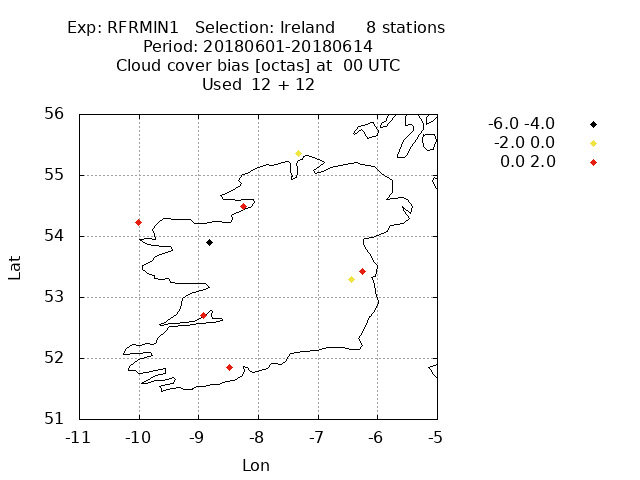 Exp: RFRMIN1   Selection: Ireland      8 stations
Period: 20180601-20180614
Cloud cover bias [octas] at  00 UTC
Used  12 + 12
-6.0 -4.0
-2.0 0.0
0.0 2.0
56
55
54
53
52
51
Lat
-11 -10 -9 -8 -7 -6 -5
Lon